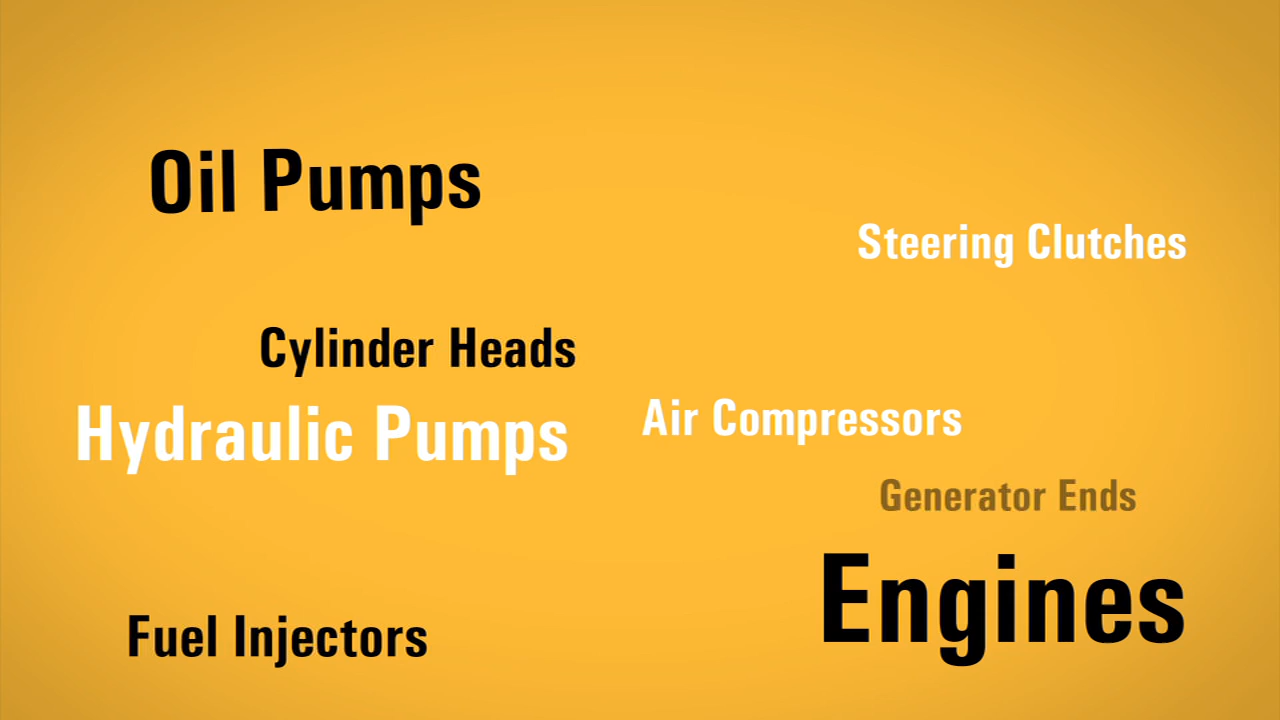 Oil Pumps
Steering Clutches
Cylinder Heads
Hydraulic Pumps
Air Compressors
Generator Ends
Engines
Fuel Injectors